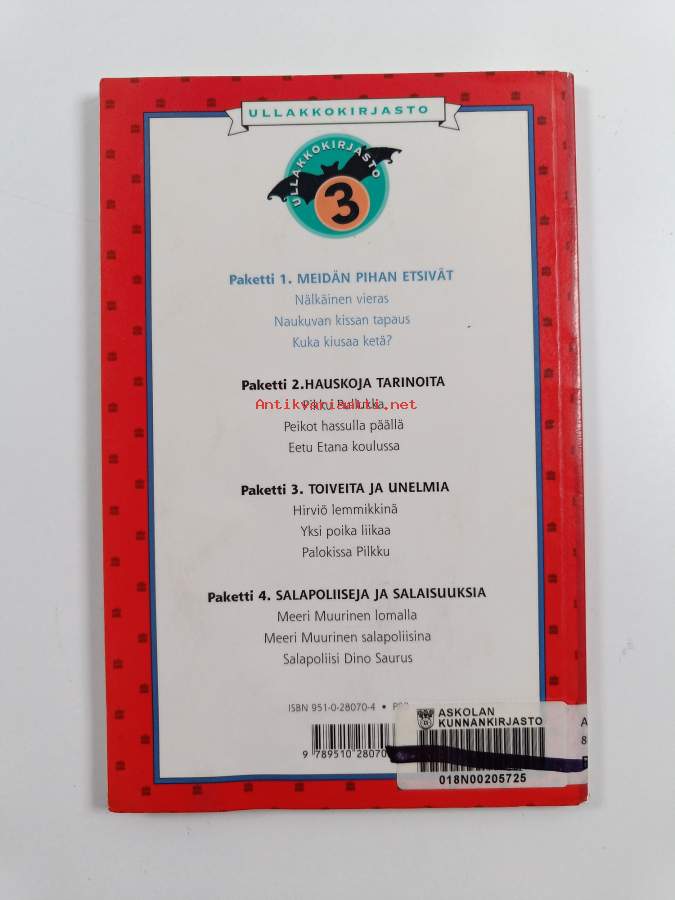 ULLAKKOKIRJASTO
ULLAKKOKIRJASTO
3
Paketti 1. MEIDÄN PIHAN ETSIVÄT
Nälkäinen vieras
Naukuvan kissan tapaus
Kuka kiusaa ketä?
Paketti 2.HAUSKOJA TARINOITA
Antikvariaatti.net
Peikot hassulla päällä
Eetu Etana koulussa
Paketti 3. TOIVEITA JA UNELMIA
Hirviö lemmikkinä
Yksi poika liikaa
Palokissa Pilkku
Paketti 4. SALAPOLIISEJA JA SALAISUUKSIA
Meeri Muurinen lomalla
Meeri Muurinen salapoliisina
Salapoliisi Dino Saurus
ISBN 951-0-28070-4 •
ASKOLAN
KUNNANKIRJASTO
9 789510 28070
018N00205725